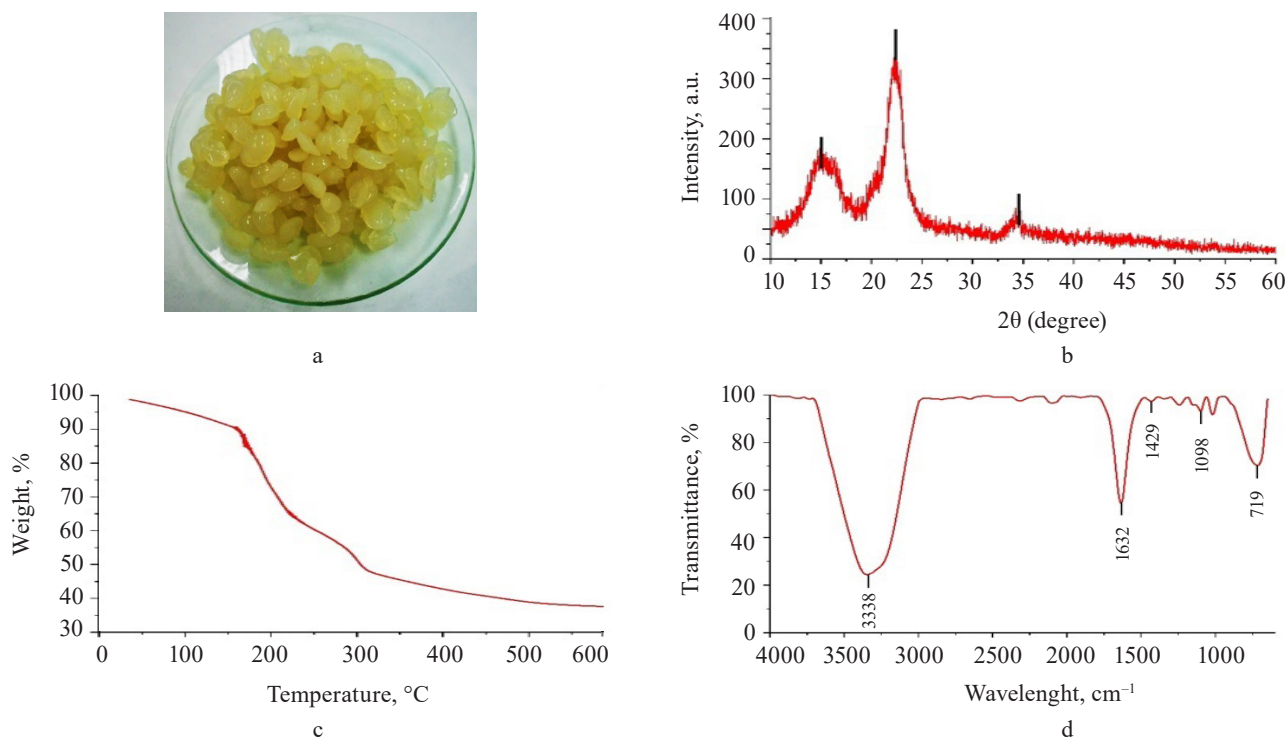 a
400
300
200
100
0
Intensity, a.u.
10 15 20 25 30 35 40 45 50 55 60
2θ (degree)
b
100
90
80
70
60
50
40
30
Weight, %
0 100 200 300 400 500 600
Temperature, °C
c
100
80
60
40
20
0
Transmittance, %
3338
1632
1429
1098
719
4000 3500 3000 2500 2000 1500 1000
Wavelenght, cm⁻¹
d